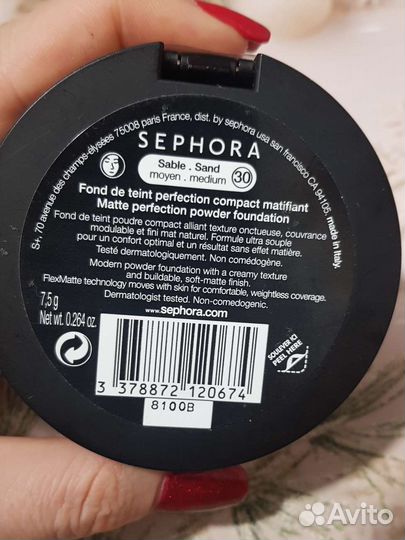 S+, 70 avenue des champs-élysées 75008 paris France, dist. by sephora usa san francisco CA 94105. made in Italy.
SEPHORA
Sable . Sand
moyen . medium 30
Fond de teint perfection compact matifiant
Matte perfection powder foundation
Fond de teint poudre compact alliant texture onctueuse, couvrance
modulable et fini mat naturel. Formule ultra souple
pour un confort optimal et un résultat sans effet matière.
Testé dermatologiquement. Non comédogène.
Modern powder foundation with a creamy texture
and buildable, soft-matte finish.
FlexMatte technology moves with skin for comfortable, weightless coverage.
Dermatologist tested. Non-comedogenic.
www.sephora.com
7,5 g
Net wt. 0.264 oz.
SOULEVER ICI
PEEL HERE
3 378872 120674
8100B
Avito